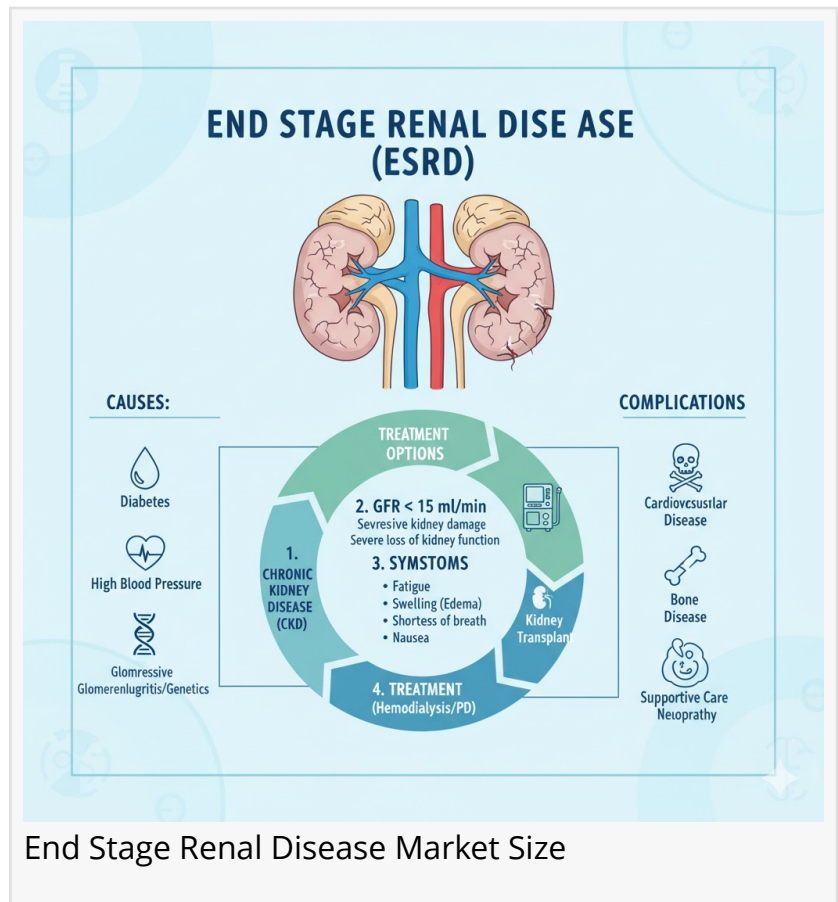 END STAGE RENAL DISE ASE
(ESRD)
CAUSES:
Diabetes
High Blood Pressure
Glomressive
Glomerenlugritis/Genetics
TREATMENT
OPTIONS
1.
CHRONIC
KIDNEY
DISEASE
(CKD)
2. GFR < 15 ml/min
Sevresive kidney damage
Severe loss of kidney function
3. SYMSTOMS
• Fatigue
• Swelling (Edema)
• Shortess of breath
• Nausea
Kidney
Transplant
4. TREATMENT
(Hemodialysis/PD)
COMPLICATIONS
Cardiovcsustlar
Disease
Bone
Disease
Supportive Care
Neuoprathy
End Stage Renal Disease Market Size